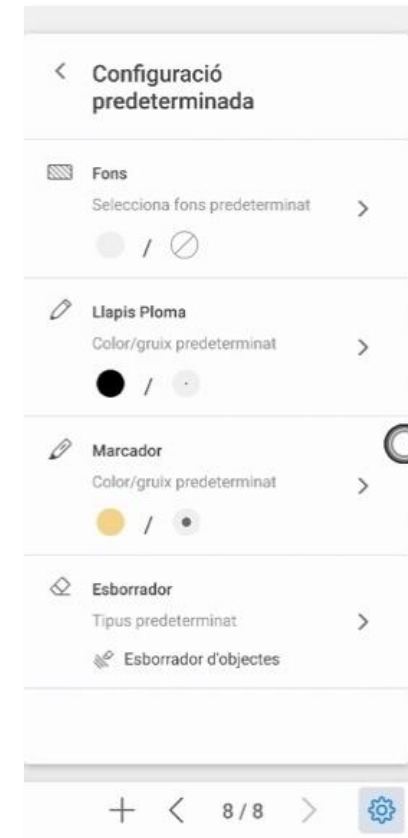 Configuració
predeterminada
Fons
Selecciona fons predeterminat
/
Llapis Ploma
Color/gruix predeterminat
/
Marcador
Color/gruix predeterminat
/
Esborrador
Tipus predeterminat
Esborrador d'objectes
8/8